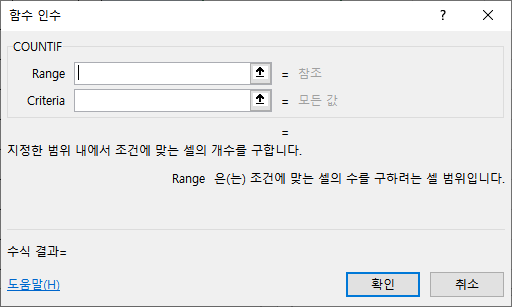 함수 인수
? ×
COUNTIF
Range = 참조
Criteria = 모든 값
=
지정한 범위 내에서 조건에 맞는 셀의 개수를 구합니다.
Range 은(는) 조건에 맞는 셀의 수를 구하려는 셀 범위입니다.
수식 결과=
도움말(H)
확인
취소